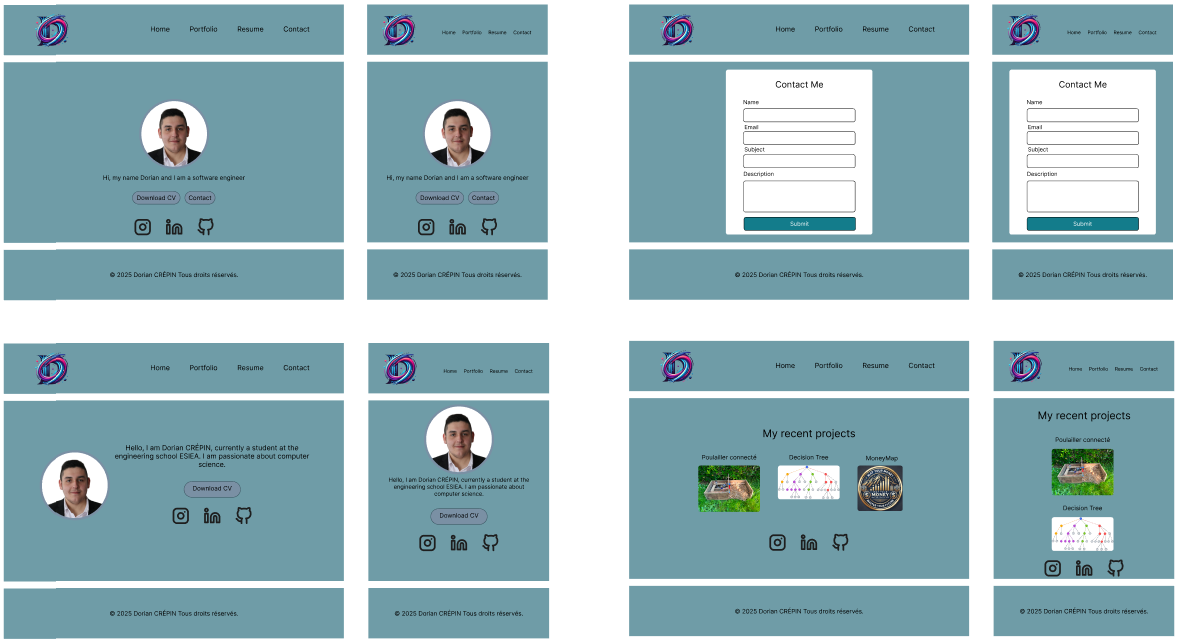 Home Portfolio Resume Contact
Hi, my name Dorian and I am a software engineer
Download CV Contact
© 2025 Dorian CRÉPIN Tous droits réservés.
Home Portfolio Resume Contact
Hi, my name Dorian and I am a software engineer
Download CV Contact
© 2025 Dorian CRÉPIN Tous droits réservés.
Home Portfolio Resume Contact
Contact Me
Name
Email
Subject
Description
Submit
© 2025 Dorian CRÉPIN Tous droits réservés.
Home Portfolio Resume Contact
Contact Me
Name
Email
Subject
Description
Submit
© 2025 Dorian CRÉPIN Tous droits réservés.
Home Portfolio Resume Contact
Hello, I am Dorian CRÉPIN, currently a student at the
engineering school ESIEA. I am passionate about computer
science.
Download CV
© 2025 Dorian CRÉPIN Tous droits réservés.
Home Portfolio Resume Contact
Hello, I am Dorian CRÉPIN, currently a student at the
engineering school ESIEA. I am passionate about
computer science.
Download CV
© 2025 Dorian CRÉPIN Tous droits réservés.
Home Portfolio Resume Contact
My recent projects
Poulailler connecté Decision Tree MoneyMap
MONEY
© 2025 Dorian CRÉPIN Tous droits réservés.
Home Portfolio Resume Contact
My recent projects
Poulailler connecté
Decision Tree
© 2025 Dorian CRÉPIN Tous droits réservés.